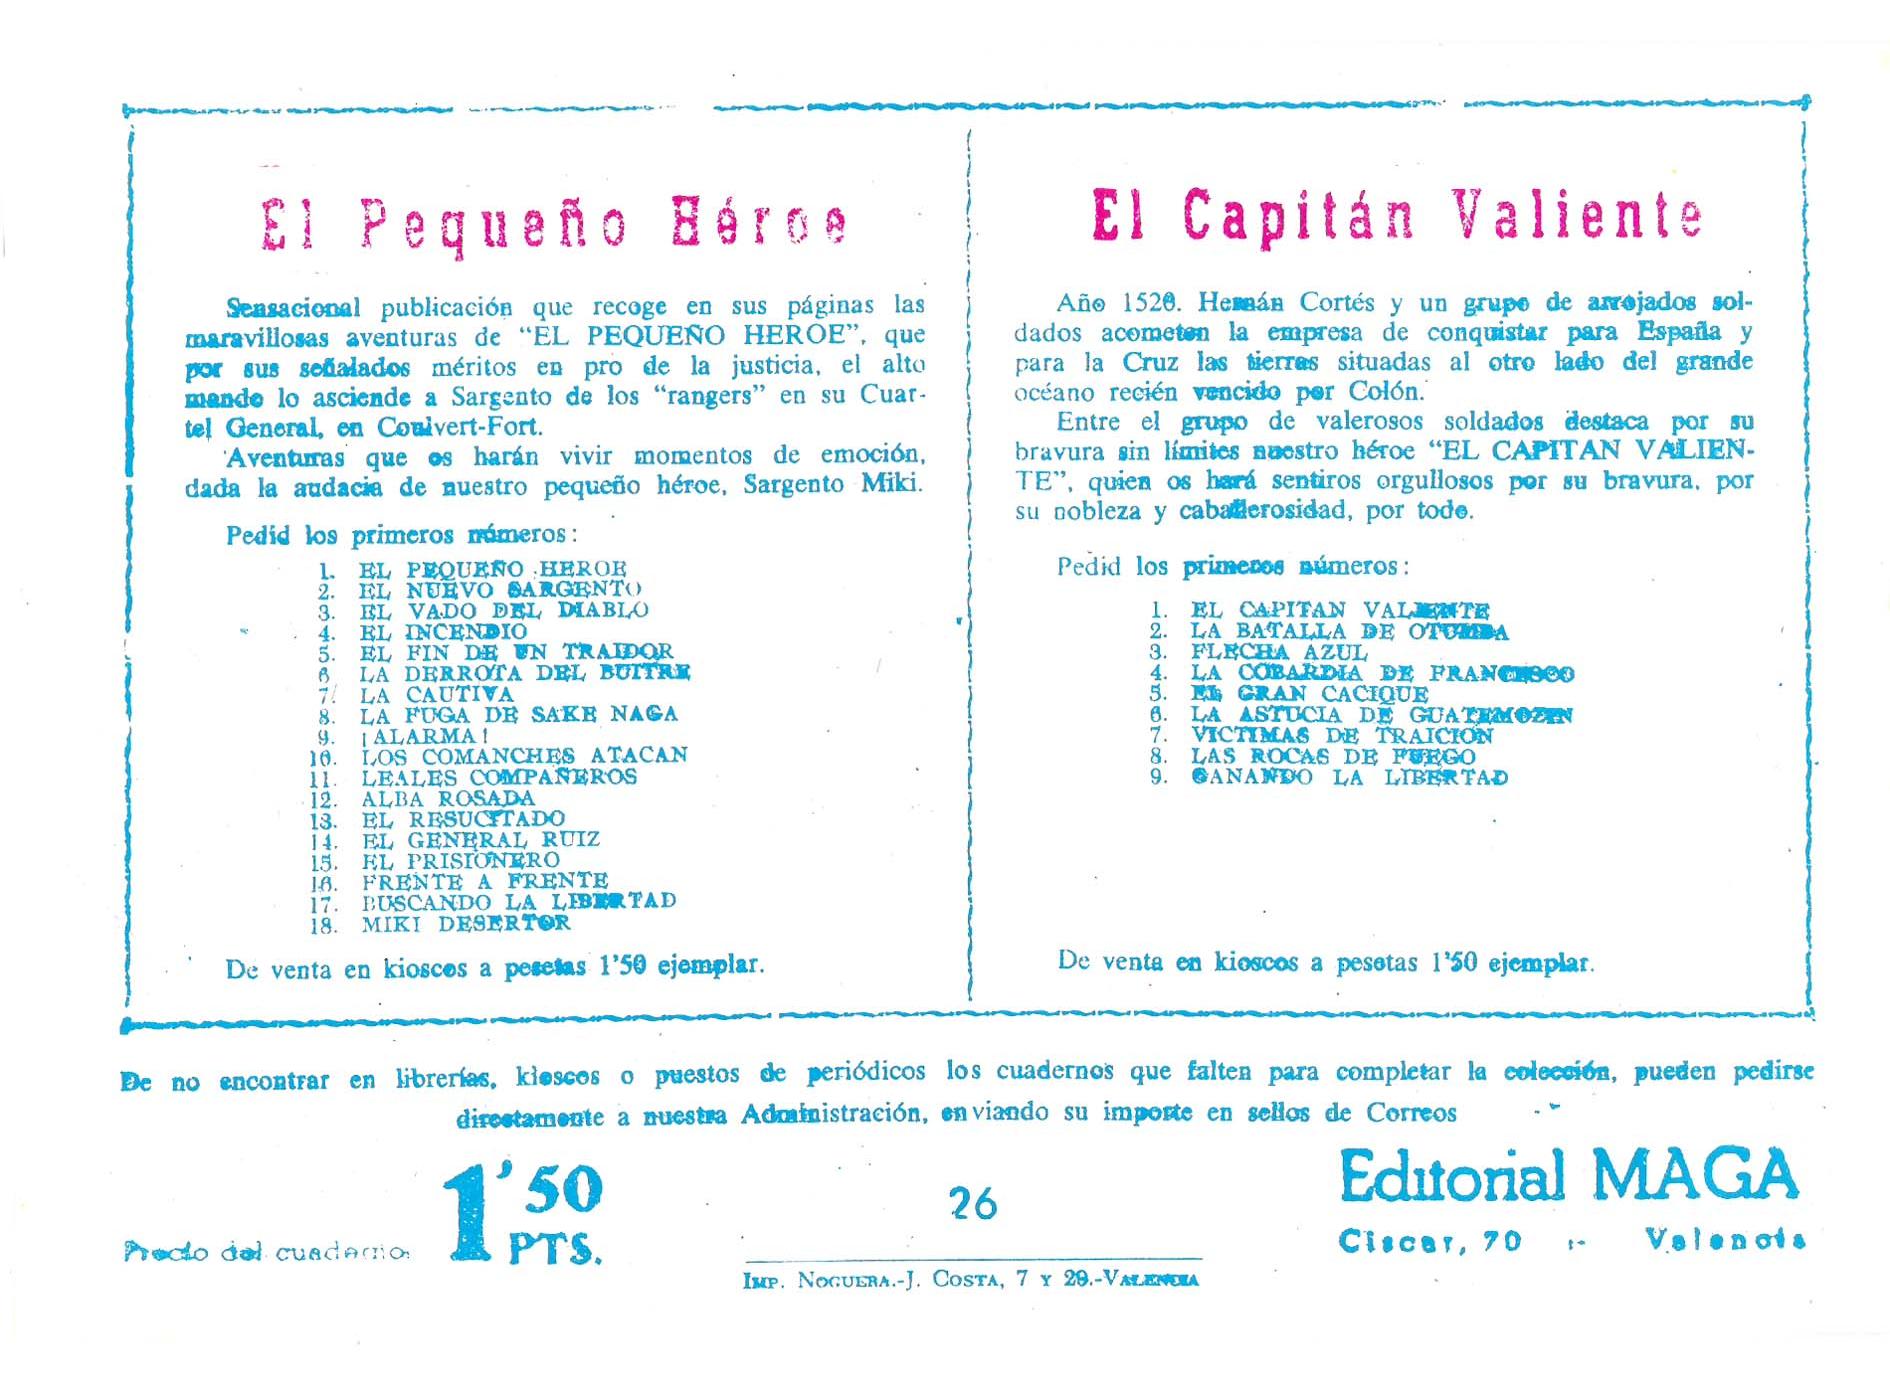 El Pequeño Héroe
Sensacional publicación que recoge en sus páginas las
maravillosas aventuras de “EL PEQUEÑO HEROE”, que
por sus señalados méritos en pro de la justicia, el alto
mando lo asciende a Sargento de los “rangers” en su Cuar-
tel General, en Coulvert-Fort.
Aventuras que os harán vivir momentos de emoción,
dada la audacia de nuestro pequeño héroe, Sargento Miki.
Pedid los primeros números:
1. EL PEQUEÑO HEROE
2. EL NUEVO SARGENTO
3. EL VADO DEL DIABLO
4. EL INCENDIO
5. EL FIN DE UN TRAIDOR
6. LA DERROTA DEL BUITRE
7. LA CAUTIVA
8. LA FUGA DE SAKE NAGA
9. ¡ALARMA!
10. LOS COMANCHES ATACAN
11. LEALES COMPAÑEROS
12. ALBA ROSADA
13. EL RESUCITADO
14. EL GENERAL RUIZ
15. EL PRISIONERO
16. FRENTE A FRENTE
17. BUSCANDO LA LIBERTAD
18. MIKI DESERTOR
De venta en kioscos a pesetas 1'50 ejemplar.
El Capitán Valiente
Año 1520. Hernán Cortés y un grupo de arrojados sol-
dados acometen la empresa de conquistar para España y
para la Cruz las tierras situadas al otro lado del grande
océano recién vencido por Colón.
Entre el grupo de valerosos soldados destaca por su
bravura sin límites nuestro héroe “EL CAPITAN VALIEN-
TE”, quien os hará sentiros orgullosos por su bravura, por
su nobleza y caballerosidad, por todo.
Pedid los primeros números:
1. EL CAPITAN VALIENTE
2. LA BATALLA DE OTUMBA
3. FLECHA AZUL
4. LA COBARDIA DE FRANCISCO
5. EL GRAN CACIQUE
6. LA ASTUCIA DE GUATEMOZIN
7. VICTIMAS DE TRAICION
8. LAS ROCAS DE FUEGO
9. GANANDO LA LIBERTAD
De venta en kioscos a pesetas 1'50 ejemplar.
De no encontrar en librerías, kioscos o puestos de periódicos los cuadernos que falten para completar la colección, pueden pedirse
directamente a nuestra Administración, enviando su importe en sellos de Correos
Precio del cuaderno: 1'50 PTS.
26
IMP. NOGUERA.-J. COSTA, 7 Y 29.-VALENCIA
Editorial MAGA
Ciscar, 70 :- Valencia